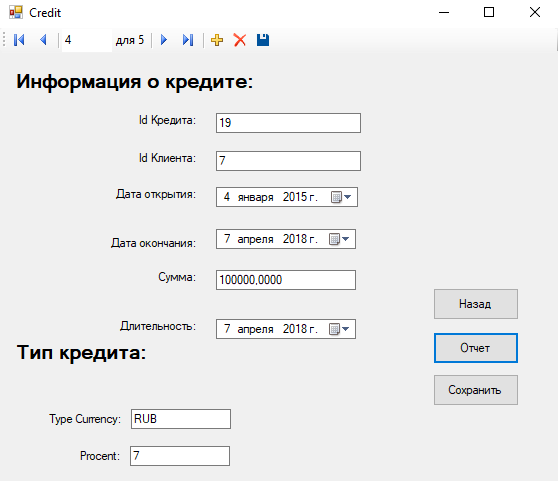 Credit
4 для 5
Информация о кредите:
Id Кредита: 19
Id Клиента: 7
Дата открытия: 4 января 2015 г.
Дата окончания: 7 апреля 2018 г.
Сумма: 100000,0000
Назад
Длительность: 7 апреля 2018 г.
Отчет
Тип кредита:
Сохранить
Type Currency: RUB
Procent: 7